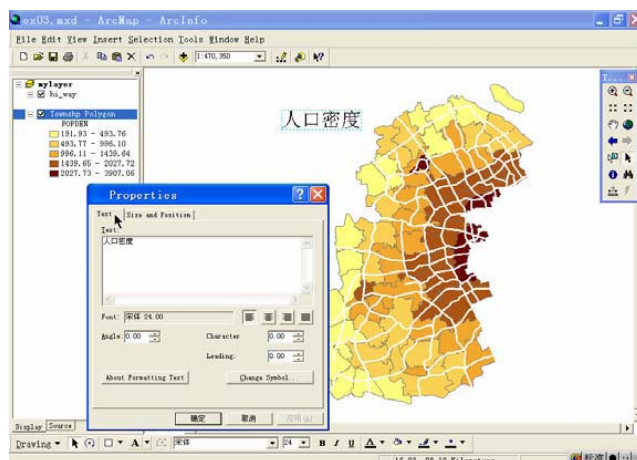 ex03.mxd - ArcMap - ArcInfo
File Edit View Insert Selection Tools Window Help
1:470,350
mylayer
hi_way
Township Polygon
POPDEN
191.93 - 493.76
493.77 - 996.10
996.11 - 1439.64
1439.65 - 2027.72
2027.73 - 3907.06
人口密度
Properties
Text Size and Position
Text:
人口密度
Font: 宋体 24.00
Angle: 0.00 Character 0.00
Leading: 0.00
About Formatting Text Change Symbol...
确定 取消 应用(A)
Display Source
Drawing A 宋体 24 B I U A